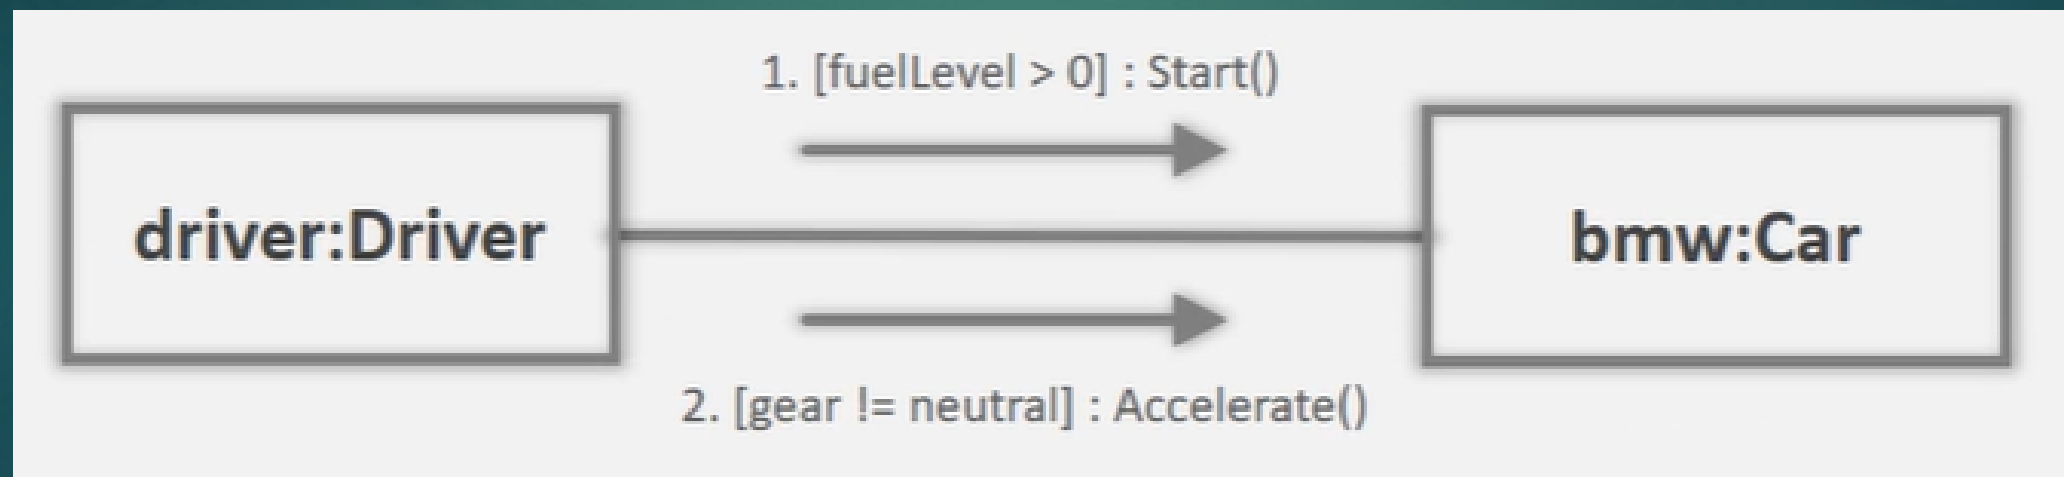 1. [fuelLevel > 0] : Start()
driver:Driver
bmw:Car
2. [gear != neutral] : Accelerate()